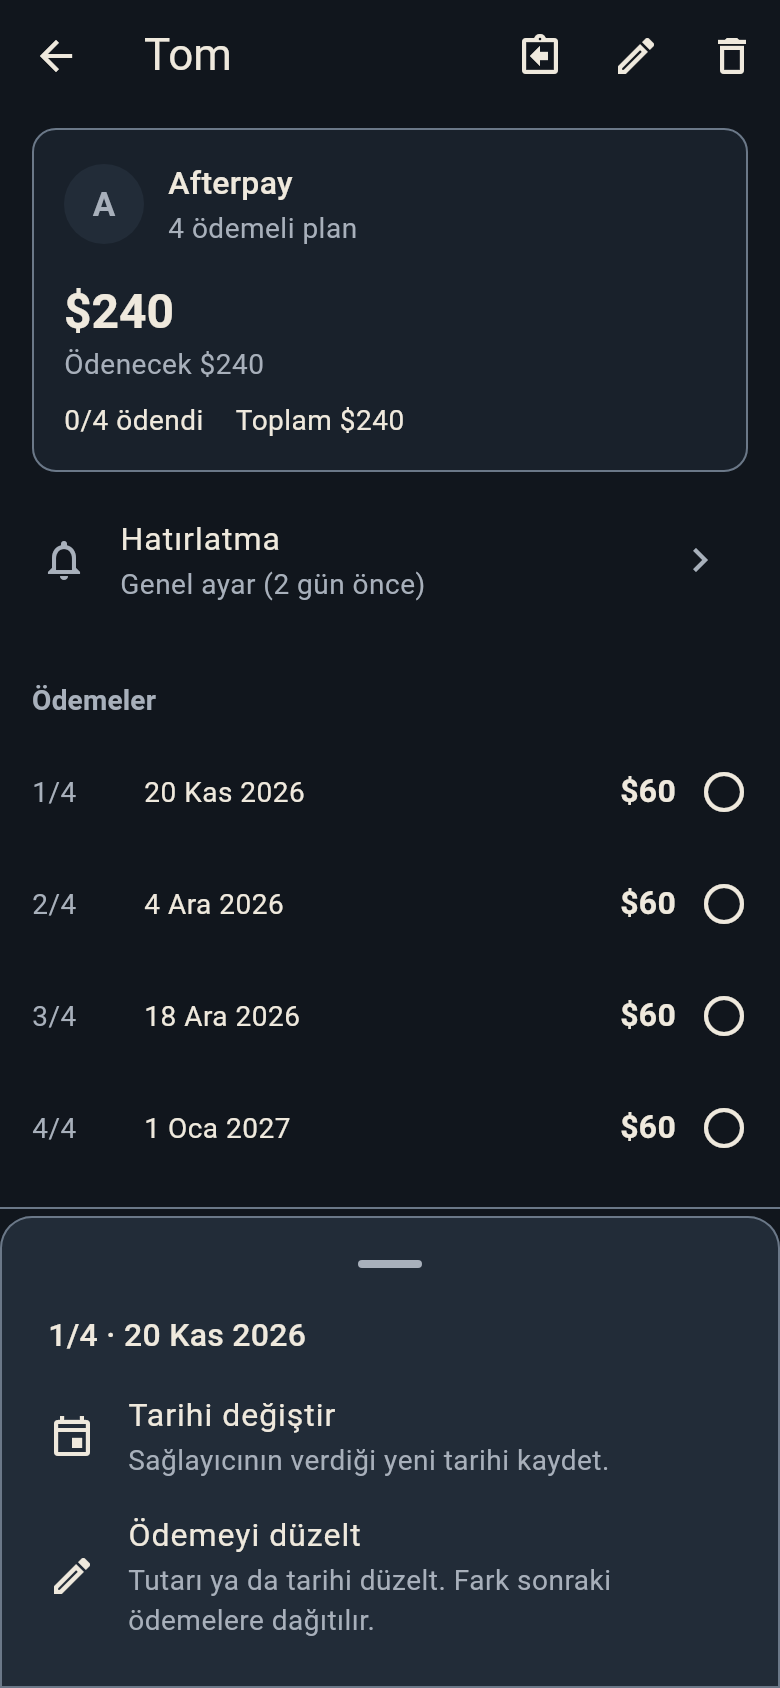 Tom
A
Afterpay
4 ödemeli plan
$240
Ödenecek $240
0/4 ödendi Toplam $240
Hatırlatma
Genel ayar (2 gün önce)
Ödemeler
1/4 20 Kas 2026 $60
2/4 4 Ara 2026 $60
3/4 18 Ara 2026 $60
4/4 1 Oca 2027 $60
1/4 · 20 Kas 2026
Tarihi değiştir
Sağlayıcının verdiği yeni tarihi kaydet.
Ödemeyi düzelt
Tutarı ya da tarihi düzelt. Fark sonraki
ödemelere dağıtılır.